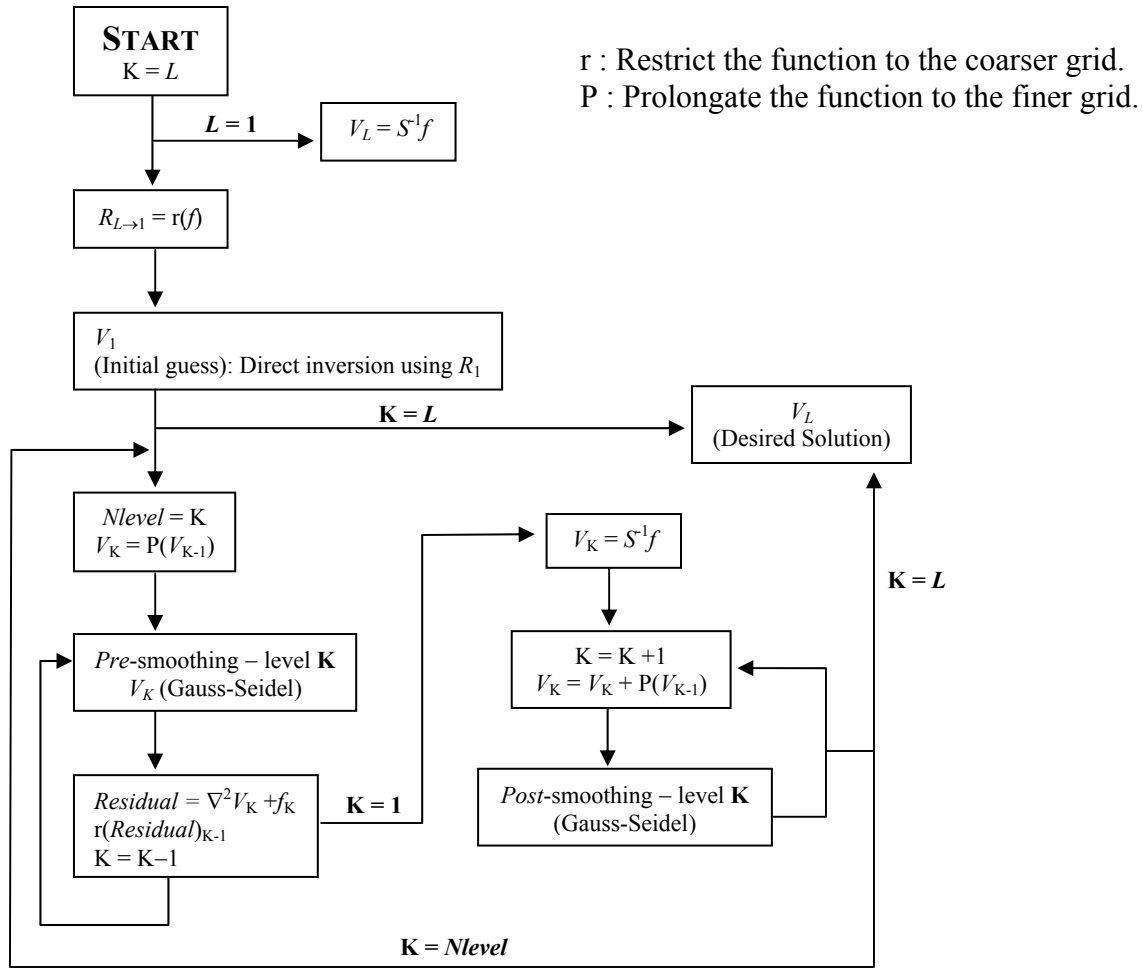 START
K = L
r : Restrict the function to the coarser grid.
P : Prolongate the function to the finer grid.
L = 1
V_L = S^-1 f
R_L→1 = r(f)
V_1
(Initial guess): Direct inversion using R_1
K = L
V_L
(Desired Solution)
Nlevel = K
V_K = P(V_K-1)
V_K = S^-1 f
K = L
Pre-smoothing – level K
V_K (Gauss-Seidel)
K = K +1
V_K = V_K + P(V_K-1)
Residual = ∇²V_K +f_K
r(Residual)_K-1
K = K–1
K = 1
Post-smoothing – level K
(Gauss-Seidel)
K = Nlevel